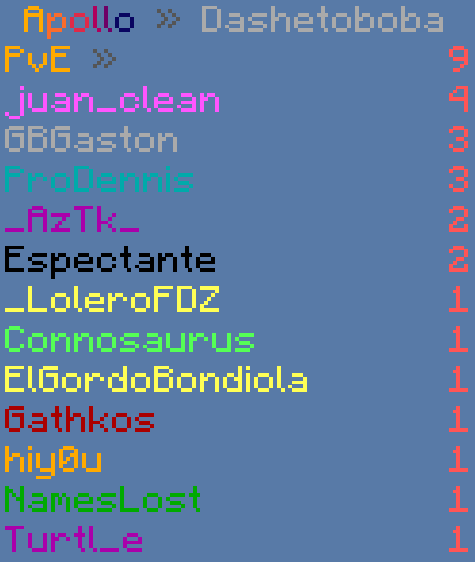 Apollo » Dashetoboba
PvE » 9
juan_clean 4
GBGaston 3
ProDennis 3
_AzTk_ 2
Espectante 2
_LoleroFDZ 1
Connosaurus 1
ElGordoBondiola 1
Gathkos 1
hiy0u 1
NamesLost 1
Turtl_e 1